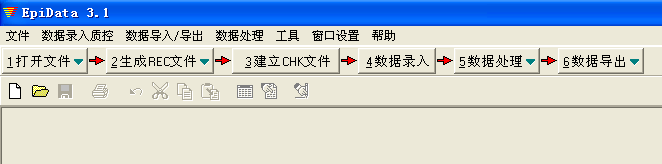 EpiData 3.1
文件 数据录入质控 数据导入/导出 数据处理 工具 窗口设置 帮助
1打开文件 2生成REC文件 3建立CHK文件 4数据录入 5数据处理 6数据导出